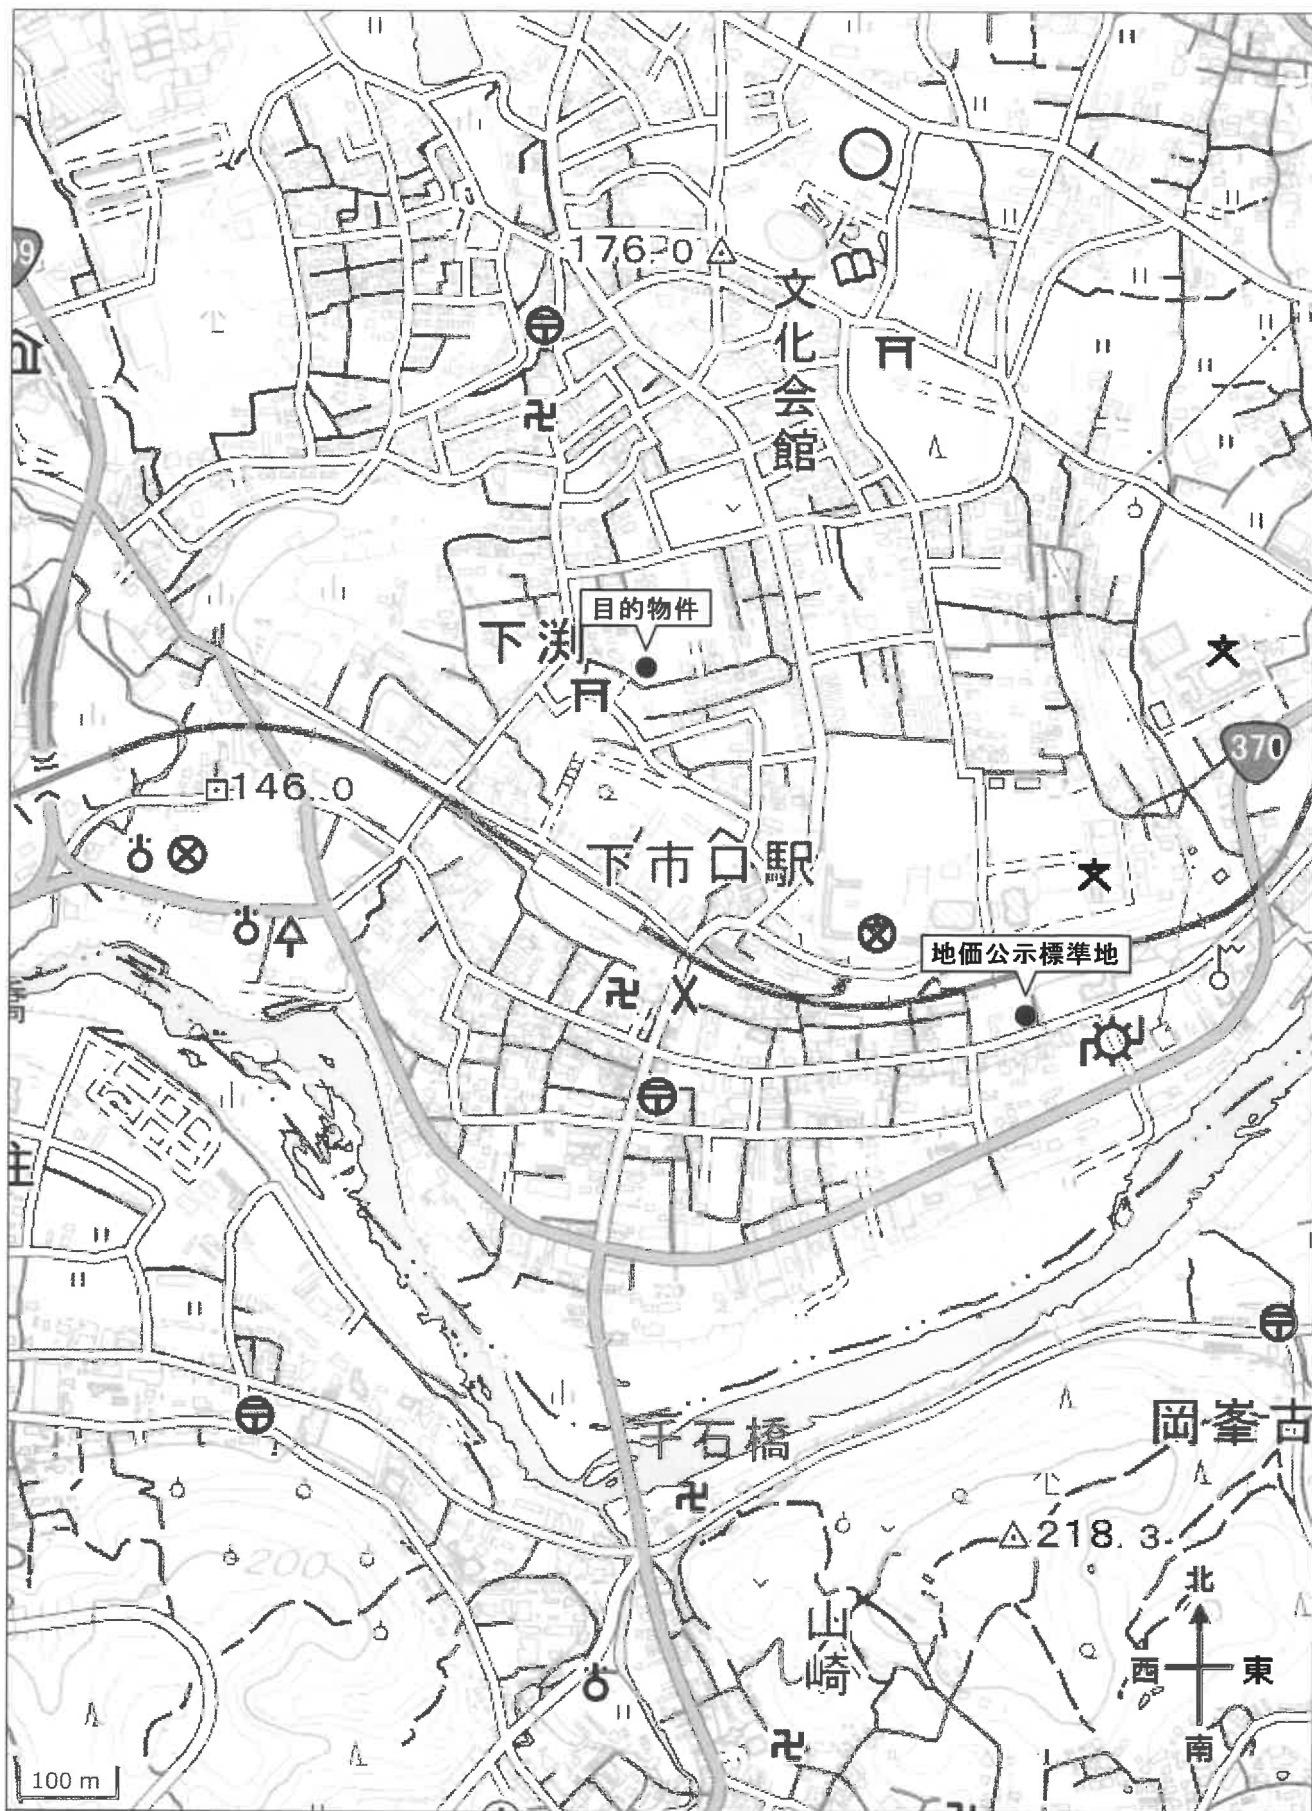 176.0
文化会館
目的物件
下渕
370
146.0
下市口駅
地価公示標準地
千石橋
岡峯古
200
218.3
山崎
北
西
東
南
100 m